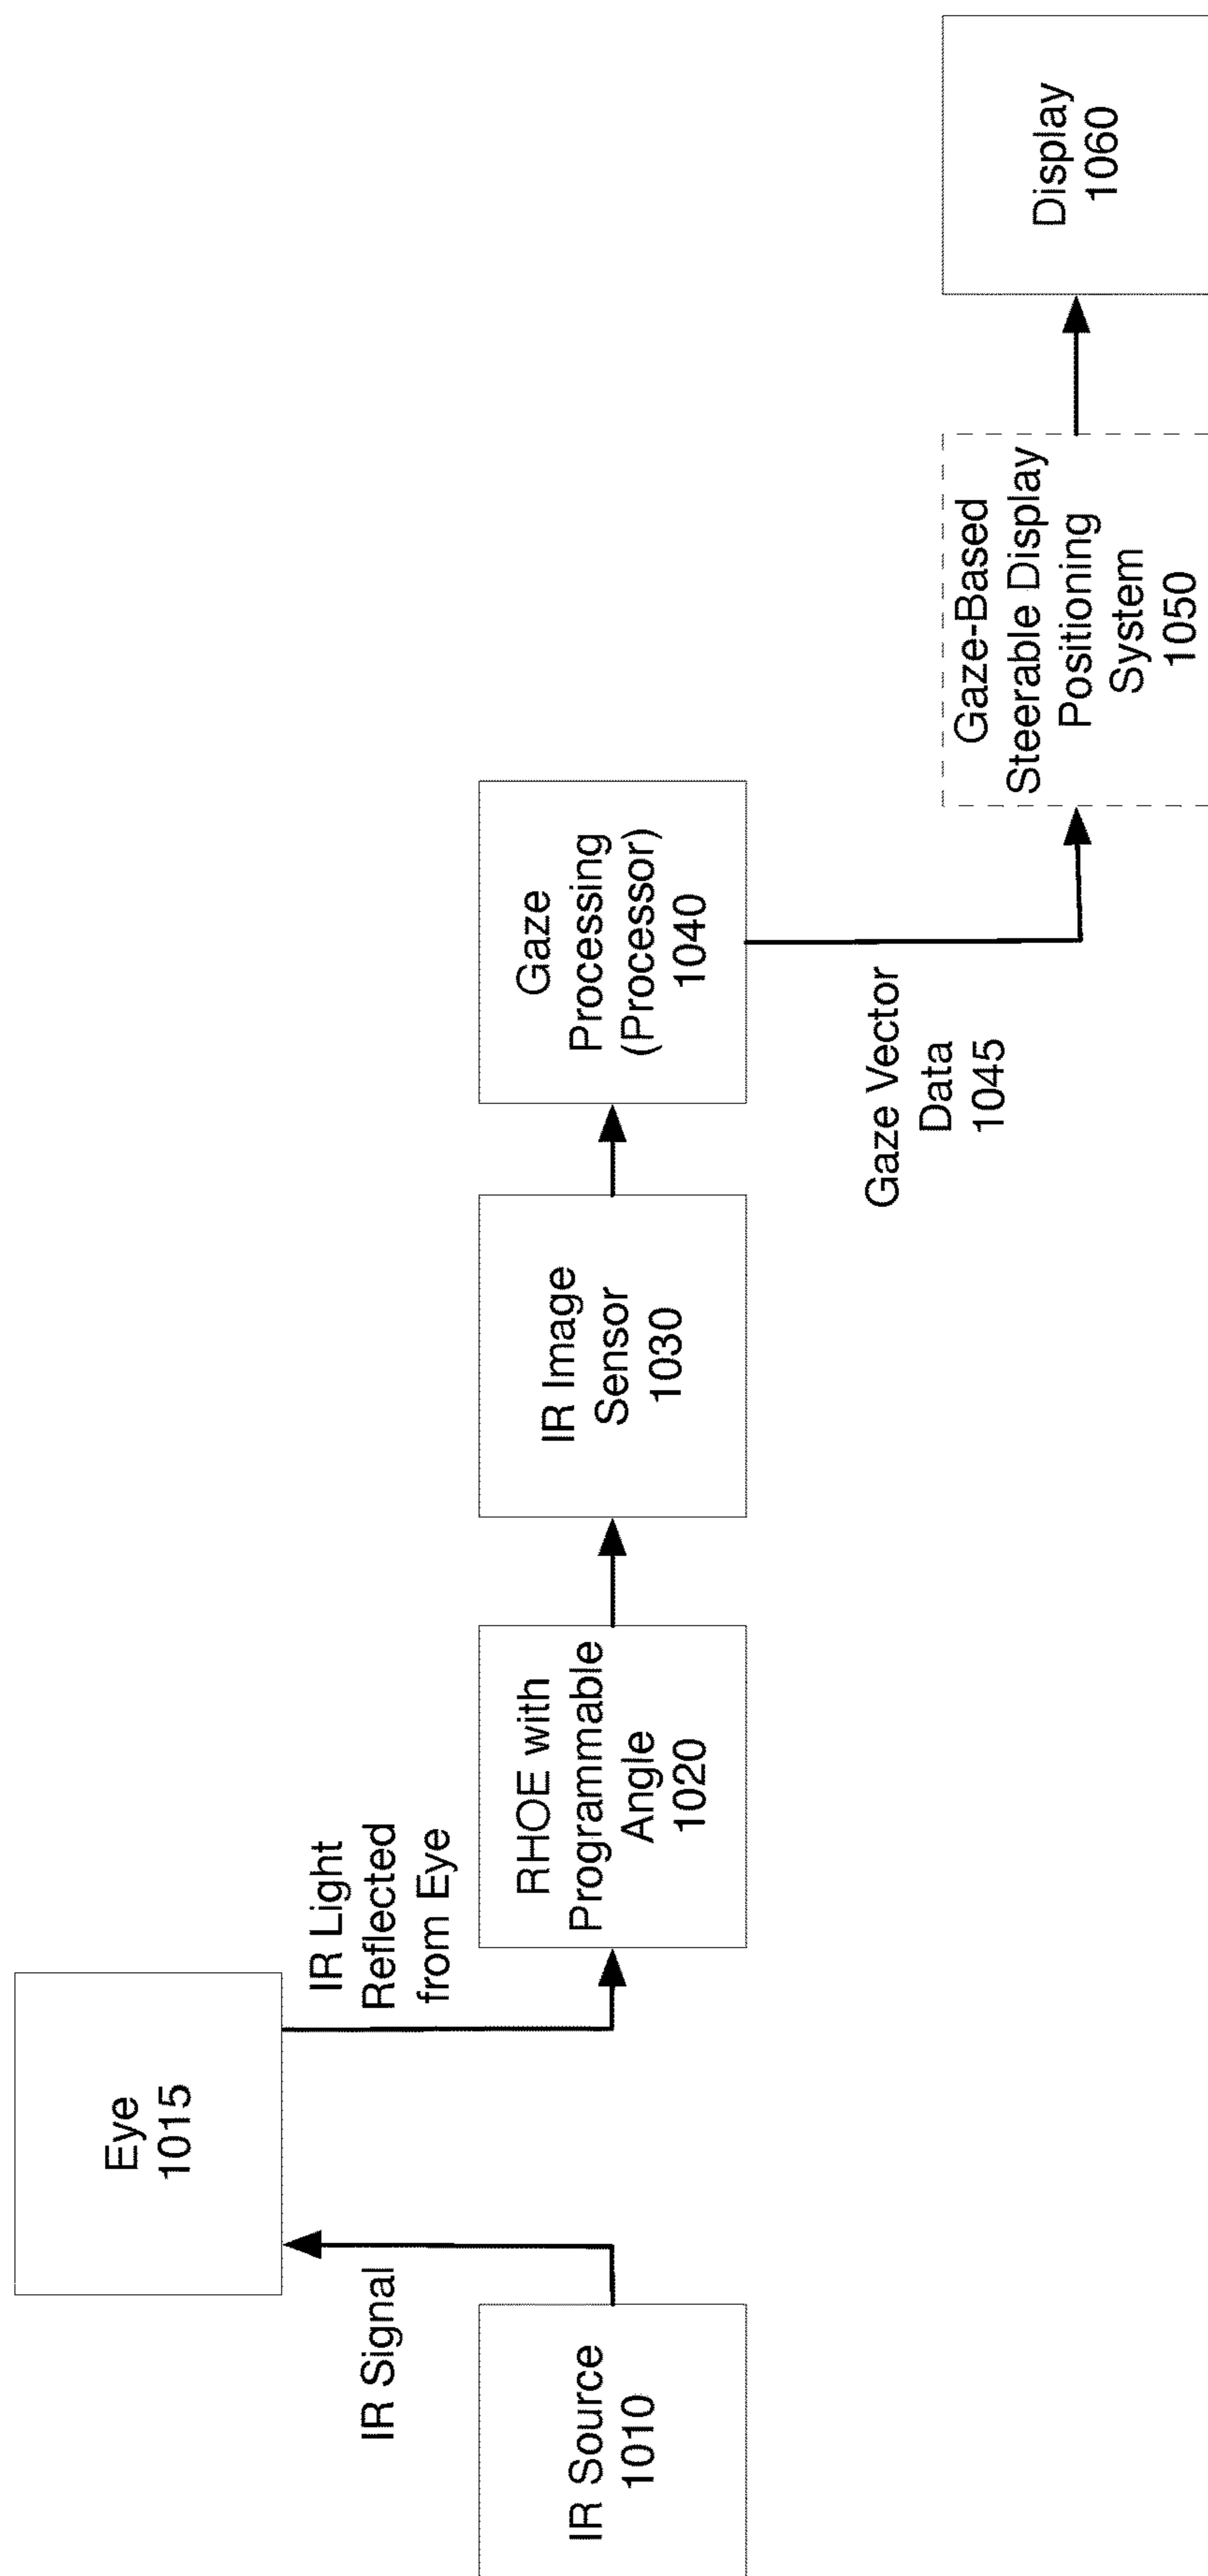 Eye
1015
IR Signal
IR Light
Reflected
from Eye
IR Source
1010
RHOE with
Programmable
Angle
1020
IR Image
Sensor
1030
Gaze
Processing
(Processor)
1040
Gaze Vector
Data
1045
Gaze-Based
Steerable Display
Positioning
System
1050
Display
1060